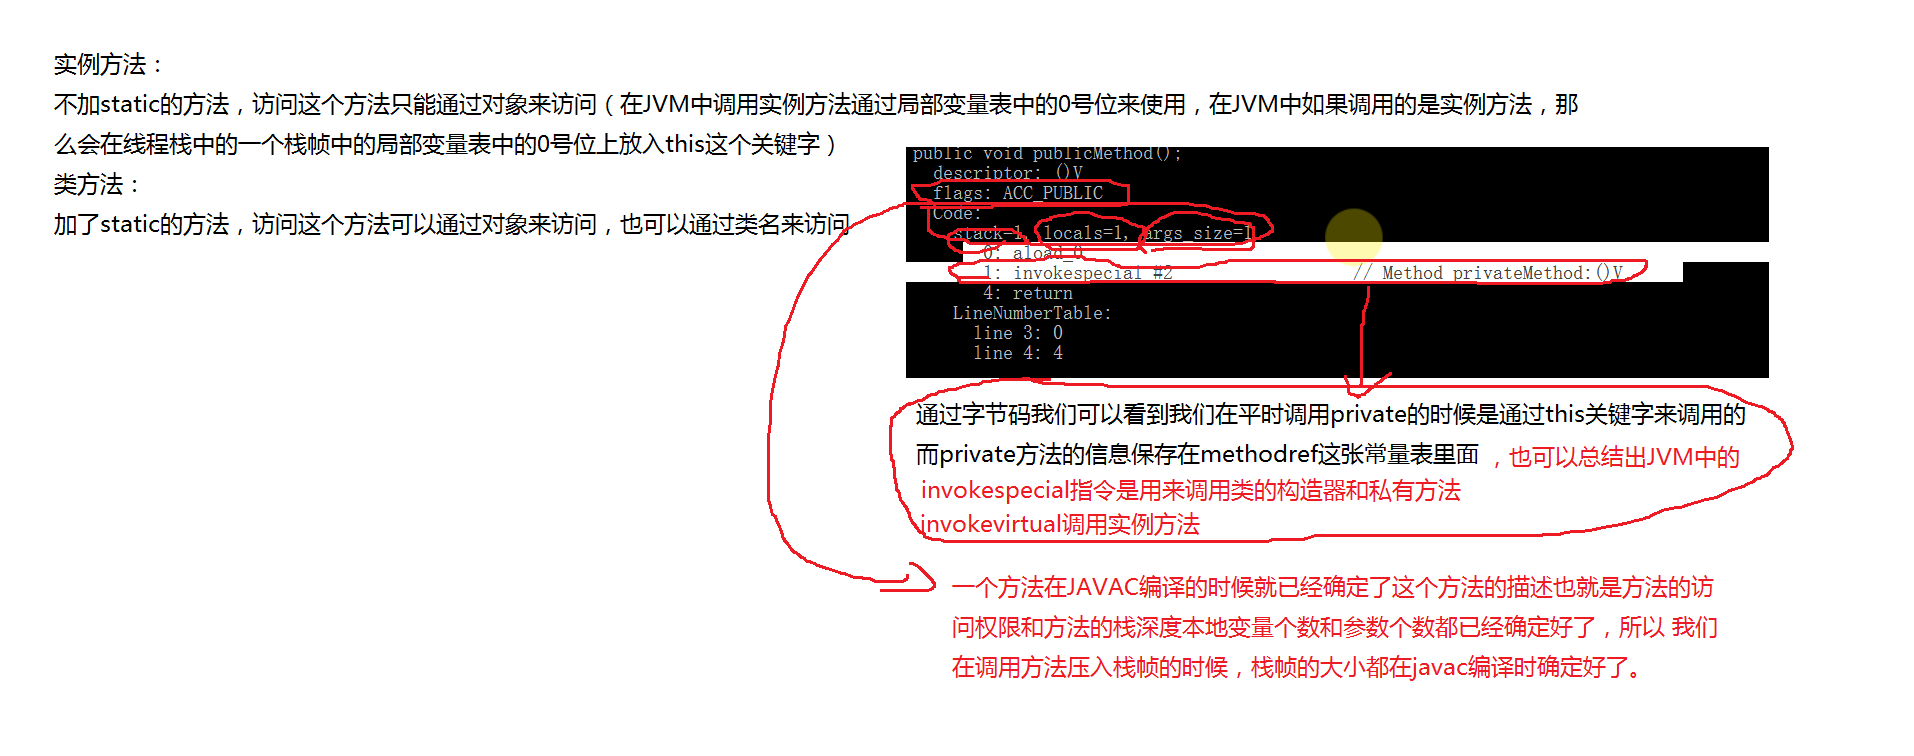 实例方法：
不加static的方法，访问这个方法只能通过对象来访问（在JVM中调用实例方法通过局部变量表中的0号位来使用，在JVM中如果调用的是实例方法，那
么会在线程栈中的一个栈帧中的局部变量表中的0号位上放入this这个关键字）
类方法：
加了static的方法，访问这个方法可以通过对象来访问，也可以通过类名来访问
public void publicMethod();
descriptor: ()V
flags: ACC_PUBLIC
Code:
stack=1, locals=1, args_size=1
0: aload_0
1: invokespecial #2 // Method privateMethod:()V
4: return
LineNumberTable:
line 3: 0
line 4: 4
通过字节码我们可以看到我们在平时调用private的时候是通过this关键字来调用的
而private方法的信息保存在methodref这张常量表里面，也可以总结出JVM中的
invokespecial指令是用来调用类的构造器和私有方法
invokevirtual调用实例方法
一个方法在JAVAC编译的时候就已经确定了这个方法的描述也就是方法的访
问权限和方法的栈深度本地变量个数和参数个数都已经确定好了，所以 我们
在调用方法压入栈帧的时候，栈帧的大小都在javac编译时确定好了。